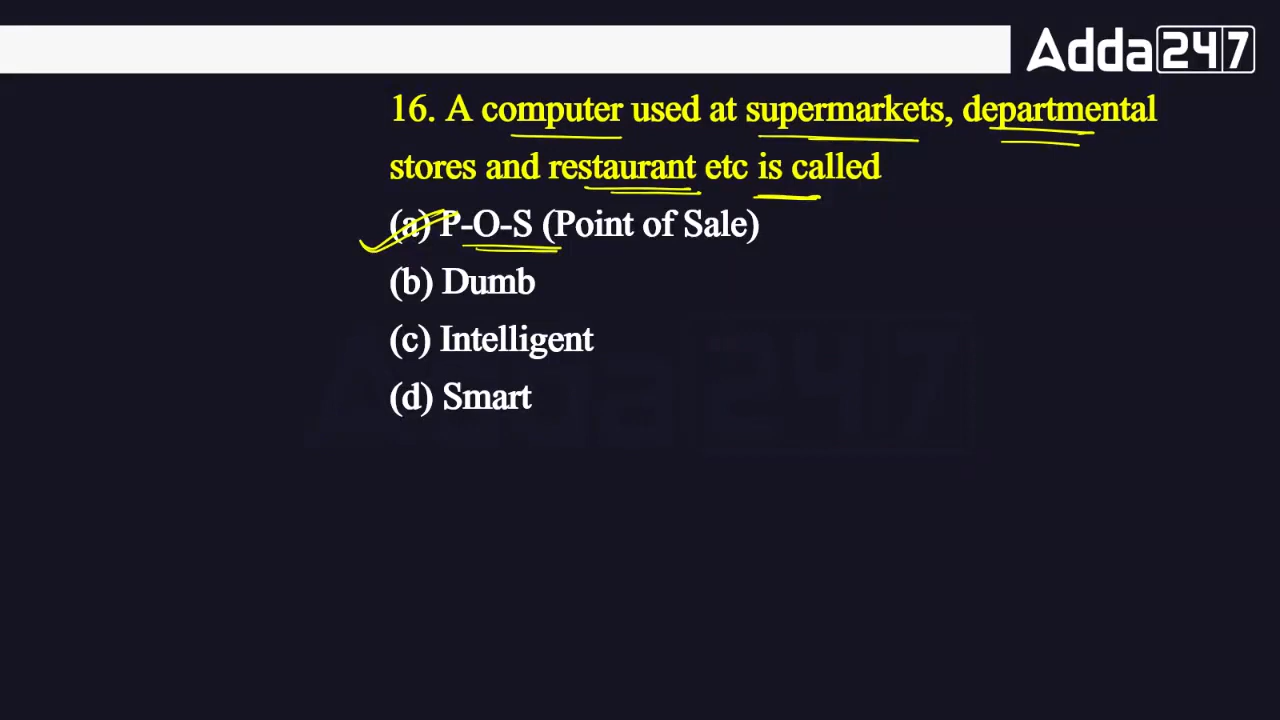 Adda247
16. A computer used at supermarkets, departmental
stores and restaurant etc is called
(a) P-O-S (Point of Sale)
(b) Dumb
(c) Intelligent
(d) Smart
Adda247